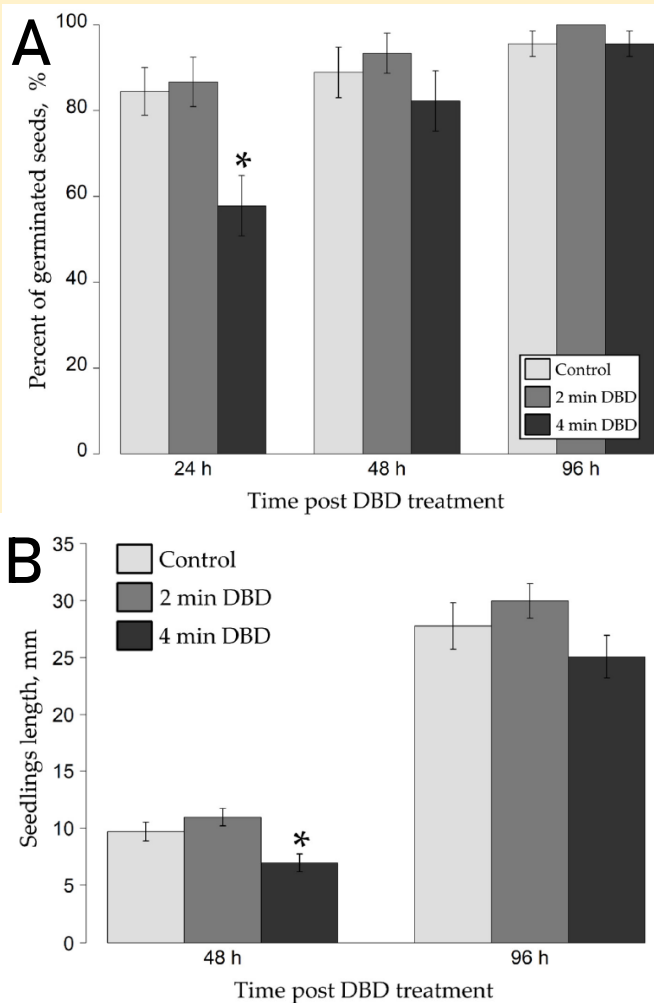 A
Percent of germinated seeds, %
100
80
60
40
20
0
*
Control
2 min DBD
4 min DBD
24 h
48 h
96 h
Time post DBD treatment
B
Seedlings length, mm
35
30
25
20
15
10
5
0
Control
2 min DBD
4 min DBD
*
48 h
96 h
Time post DBD treatment